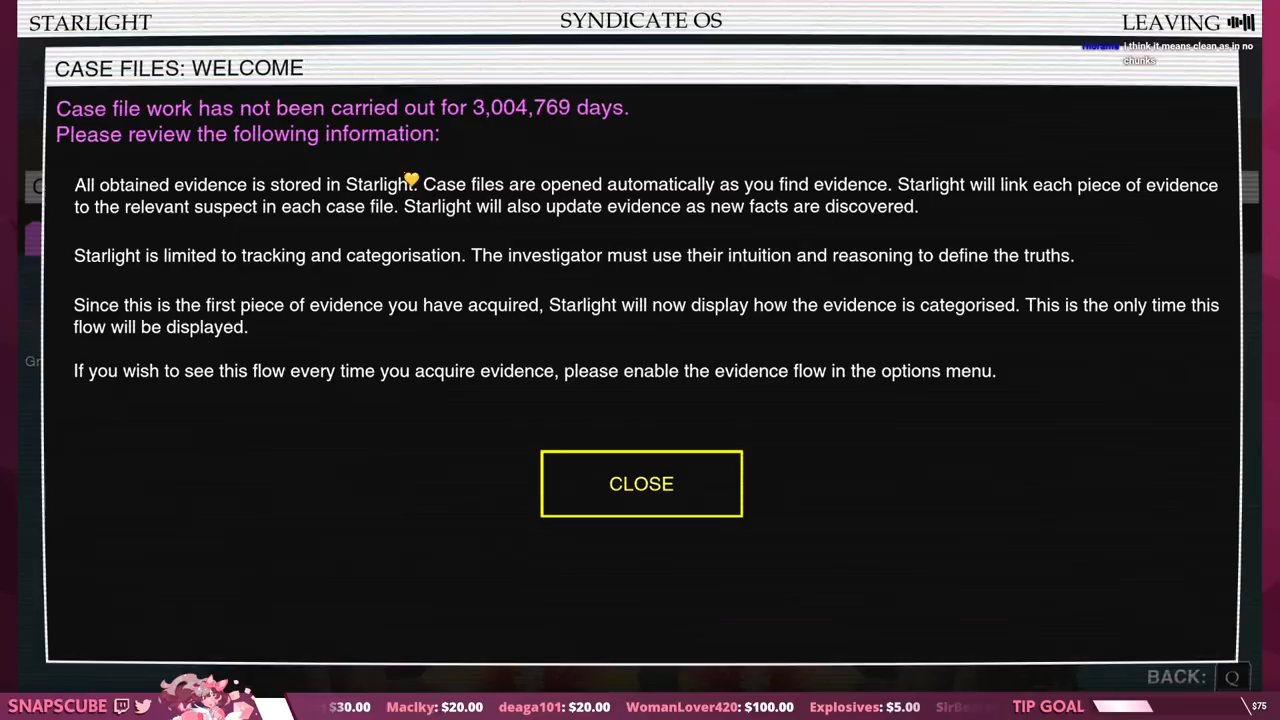 STARLIGHT
SYNDICATE OS
LEAVING
i think it means clean as in no
chunks
CASE FILES: WELCOME
Case file work has not been carried out for 3,004,769 days.
Please review the following information:
All obtained evidence is stored in Starlight. Case files are opened automatically as you find evidence. Starlight will link each piece of evidence
to the relevant suspect in each case file. Starlight will also update evidence as new facts are discovered.
Starlight is limited to tracking and categorisation. The investigator must use their intuition and reasoning to define the truths.
Since this is the first piece of evidence you have acquired, Starlight will now display how the evidence is categorised. This is the only time this
flow will be displayed.
If you wish to see this flow every time you acquire evidence, please enable the evidence flow in the options menu.
Gr
CLOSE
BACK: Q
SNAPSCUBE
$30.00 Maclky: $20.00 deaga101: $20.00 WomanLover420: $100.00 Explosives: $5.00
TIP GOAL
$75